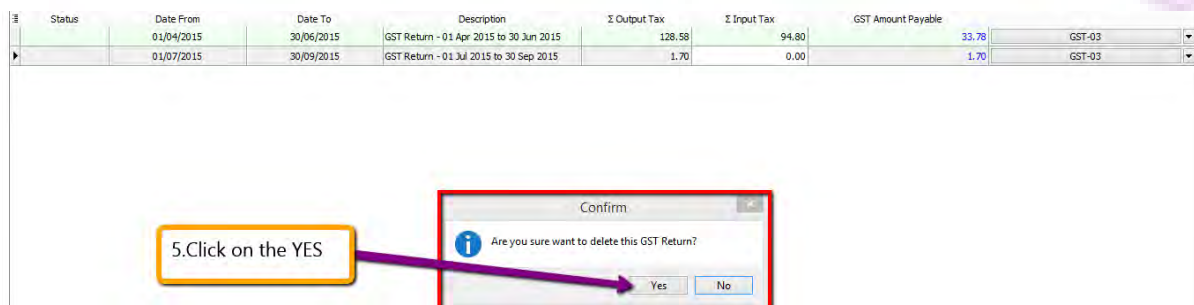 Status Date From Date To Description Σ Output Tax Σ Input Tax GST Amount Payable
01/04/2015 30/06/2015 GST Return - 01 Apr 2015 to 30 Jun 2015 128.58 94.80 33.78 GST-03
01/07/2015 30/09/2015 GST Return - 01 Jul 2015 to 30 Sep 2015 1.70 0.00 1.70 GST-03
Confirm
Are you sure want to delete this GST Return?
5.Click on the YES
Yes No